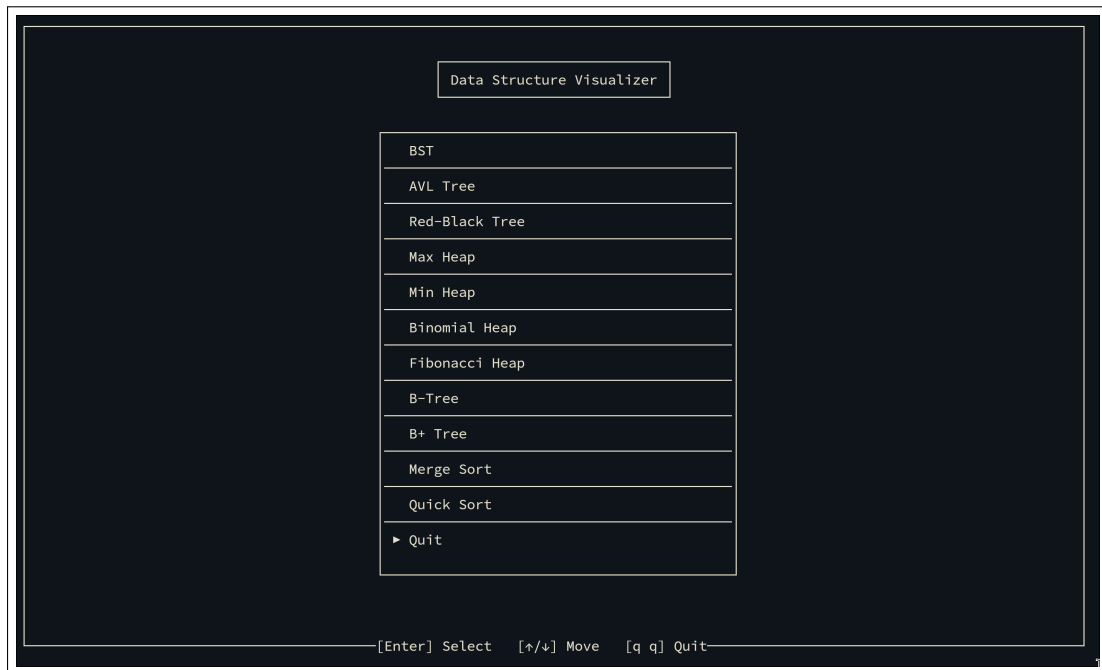 Data Structure Visualizer
BST
AVL Tree
Red-Black Tree
Max Heap
Min Heap
Binomial Heap
Fibonacci Heap
B-Tree
B+ Tree
Merge Sort
Quick Sort
▶ Quit
[Enter] Select [↑/↓] Move [q q] Quit